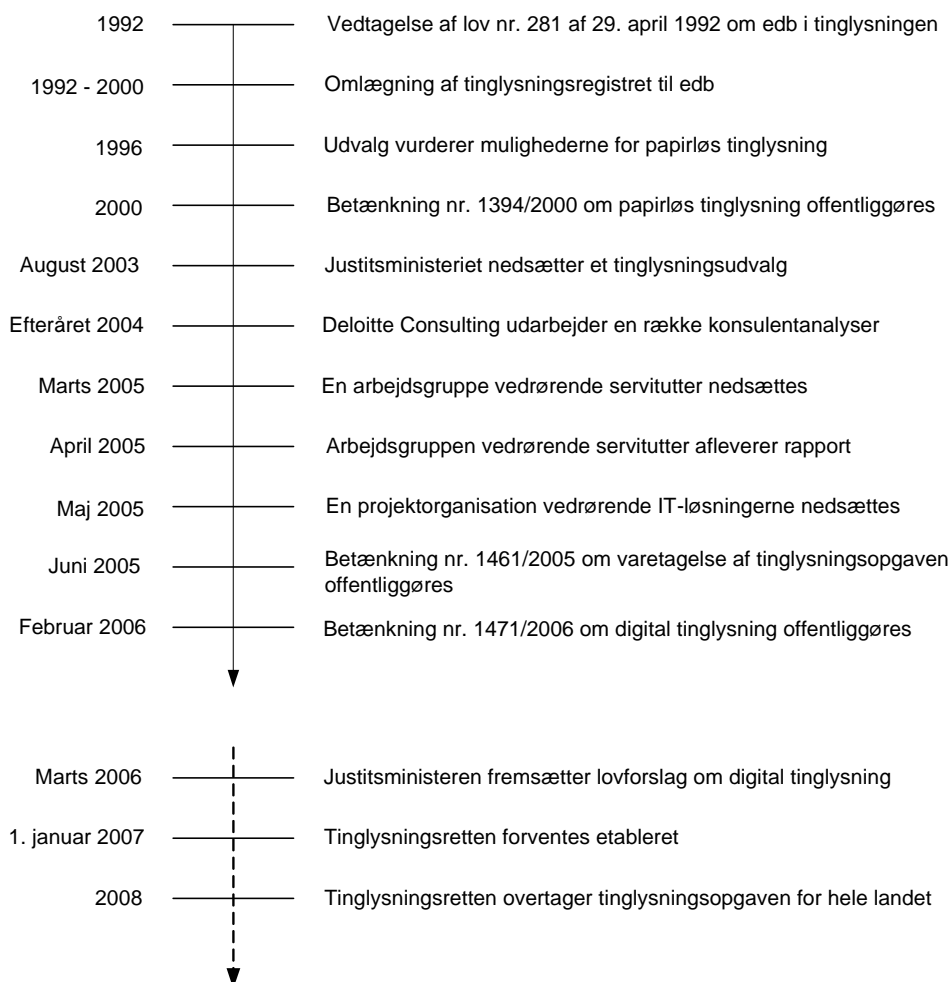 1992 Vedtagelse af lov nr. 281 af 29. april 1992 om edb i tinglysningen
1992 - 2000 Omlægning af tinglysningsregistret til edb
1996 Udvalg vurderer mulighederne for papirløs tinglysning
2000 Betænkning nr. 1394/2000 om papirløs tinglysning offentliggøres
August 2003 Justitsministeriet nedsætter et tinglysningsudvalg
Efteråret 2004 Deloitte Consulting udarbejder en række konsulentanalyser
Marts 2005 En arbejdsgruppe vedrørende servitutter nedsættes
April 2005 Arbejdsgruppen vedrørende servitutter afleverer rapport
Maj 2005 En projektorganisation vedrørende IT-løsningerne nedsættes
Juni 2005 Betænkning nr. 1461/2005 om varetagelse af tinglysningsopgaven
offentliggøres
Februar 2006 Betænkning nr. 1471/2006 om digital tinglysning offentliggøres
Marts 2006 Justitsministeren fremsætter lovforslag om digital tinglysning
1. januar 2007 Tinglysningsretten forventes etableret
2008 Tinglysningsretten overtager tinglysningsopgaven for hele landet